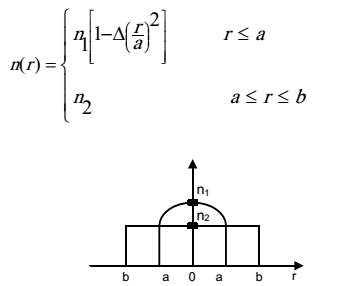 n(r) = { n₁[1−Δ(r/a)²] r ≤ a
n₂ a ≤ r ≤ b
n₁
n₂
b a 0 a b r